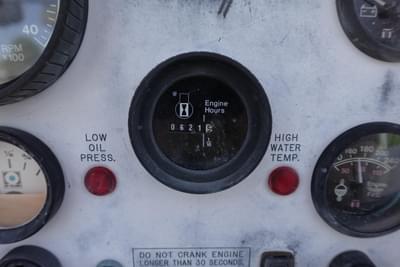 40
RPM
X100
Engine
Hours
0621
LOW
OIL
PRESS.
HIGH
WATER
TEMP.
Engine
DO NOT CRANK ENGINE
LONGER THAN 30 SECONDS.